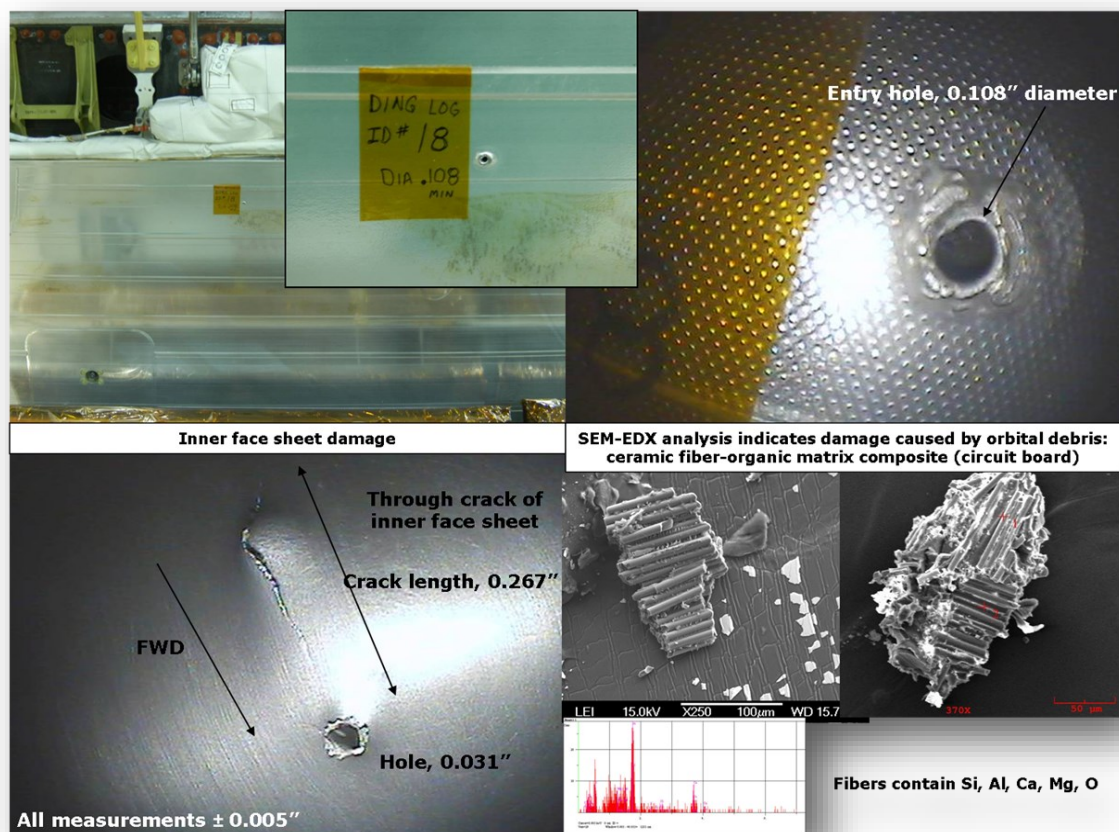 DING LOG
ID# 18
DIA .108
MIN
Entry hole, 0.108″ diameter
Inner face sheet damage
SEM-EDX analysis indicates damage caused by orbital debris:
ceramic fiber-organic matrix composite (circuit board)
Through crack of
inner face sheet
Crack length, 0.267″
FWD
Hole, 0.031″
All measurements ± 0.005″
LEI 15.0kV X250 100μm WD 15.7
370X
50 μm
Fibers contain Si, Al, Ca, Mg, O